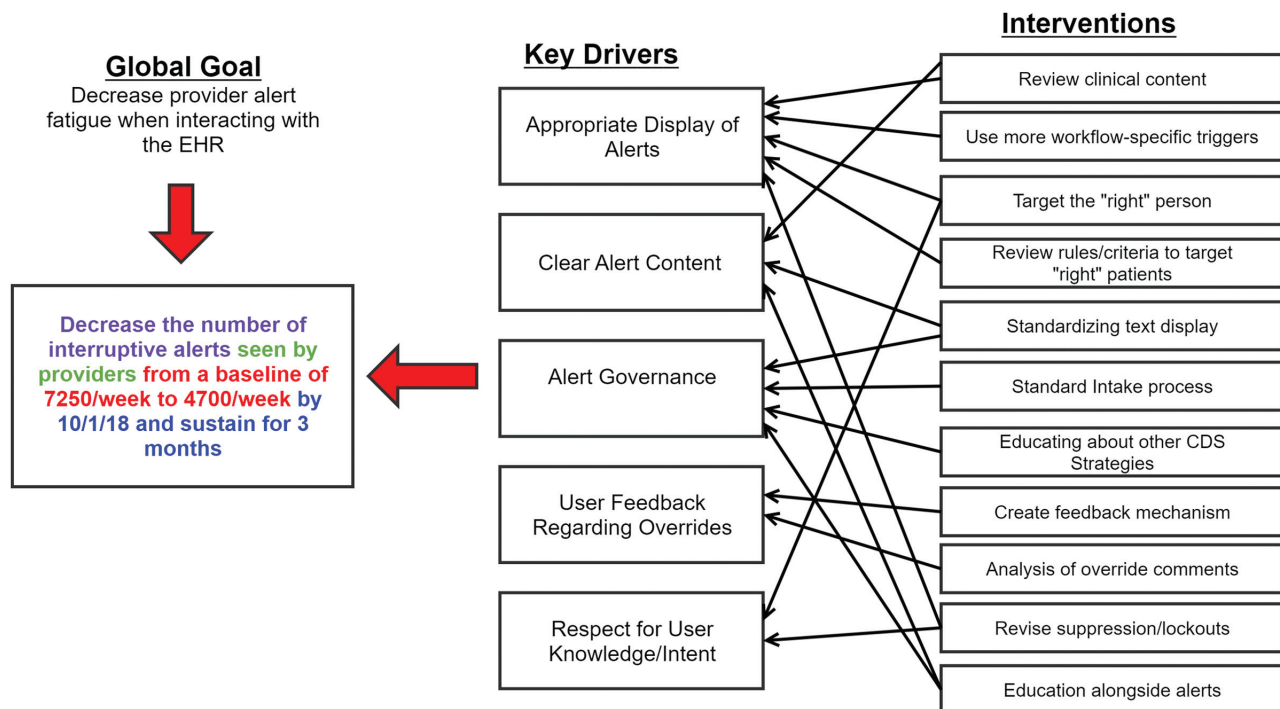 Global Goal
Decrease provider alert
fatigue when interacting with
the EHR
Decrease the number of
interruptive alerts seen by
providers from a baseline of
7250/week to 4700/week by
10/1/18 and sustain for 3
months
Key Drivers
Appropriate Display of
Alerts
Clear Alert Content
Alert Governance
User Feedback
Regarding Overrides
Respect for User
Knowledge/Intent
Interventions
Review clinical content
Use more workflow-specific triggers
Target the "right" person
Review rules/criteria to target
"right" patients
Standardizing text display
Standard Intake process
Educating about other CDS
Strategies
Create feedback mechanism
Analysis of override comments
Revise suppression/lockouts
Education alongside alerts